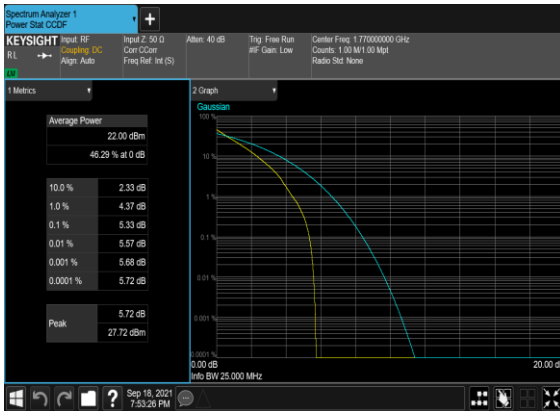 Spectrum Analyzer 1
Power Stat CCDF
KEYSIGHT
RL
LXI
Input: RF
Coupling: DC
Align: Auto
Input Z: 50 Ω
Corr CCorr
Freq Ref: Int (S)
Atten: 40 dB
Trig: Free Run
#IF Gain: Low
Center Freq: 1.770000000 GHz
Counts: 1.00 M/1.00 Mpt
Radio Std: None
1 Metrics
Average Power
22.00 dBm
46.29 % at 0 dB
10.0 % 2.33 dB
1.0 % 4.37 dB
0.1 % 5.33 dB
0.01 % 5.57 dB
0.001 % 5.68 dB
0.0001 % 5.72 dB
Peak
5.72 dB
27.72 dBm
2 Graph
Gaussian
100 %
10 %
1 %
0.1 %
0.01 %
0.001 %
0.0001 %
0.00 dB
20.00 d
Info BW 25.000 MHz
Sep 18, 2021
7:53:26 PM